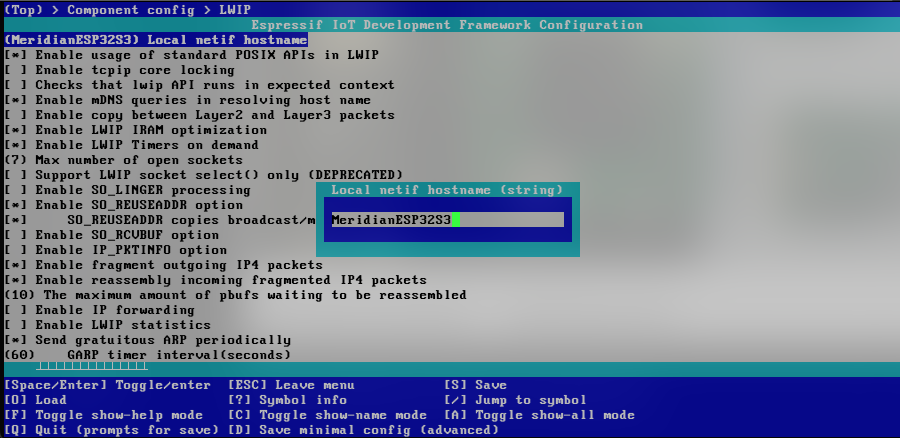 (Top) > Component config > LWIP
Espressif IoT Development Framework Configuration
(MeridianESP32S3) Local netif hostname
[*] Enable usage of standard POSIX APIs in LWIP
[ ] Enable tcpip core locking
[ ] Checks that lwip API runs in expected context
[*] Enable mDNS queries in resolving host name
[ ] Enable copy between Layer2 and Layer3 packets
[*] Enable LWIP IRAM optimization
[*] Enable LWIP Timers on demand
(7) Max number of open sockets
[ ] Support LWIP socket select() only (DEPRECATED)
[ ] Enable SO_LINGER processing
[*] Enable SO_REUSEADDR option
[*]     SO_REUSEADDR copies broadcast/m
[ ] Enable SO_RCVBUF option
[ ] Enable IP_PKTINFO option
[*] Enable fragment outgoing IP4 packets
[*] Enable reassembly incoming fragmented IP4 packets
(10) The maximum amount of pbufs waiting to be reassembled
[ ] Enable IP forwarding
[ ] Enable LWIP statistics
[*] Send gratuitous ARP periodically
(60)    GARP timer interval(seconds)
Local netif hostname (string)
MeridianESP32S3
[Space/Enter] Toggle/enter  [ESC] Leave menu           [S] Save
[O] Load                    [?] Symbol info            [/] Jump to symbol
[F] Toggle show-help mode   [C] Toggle show-name mode  [A] Toggle show-all mode
[Q] Quit (prompts for save) [D] Save minimal config (advanced)